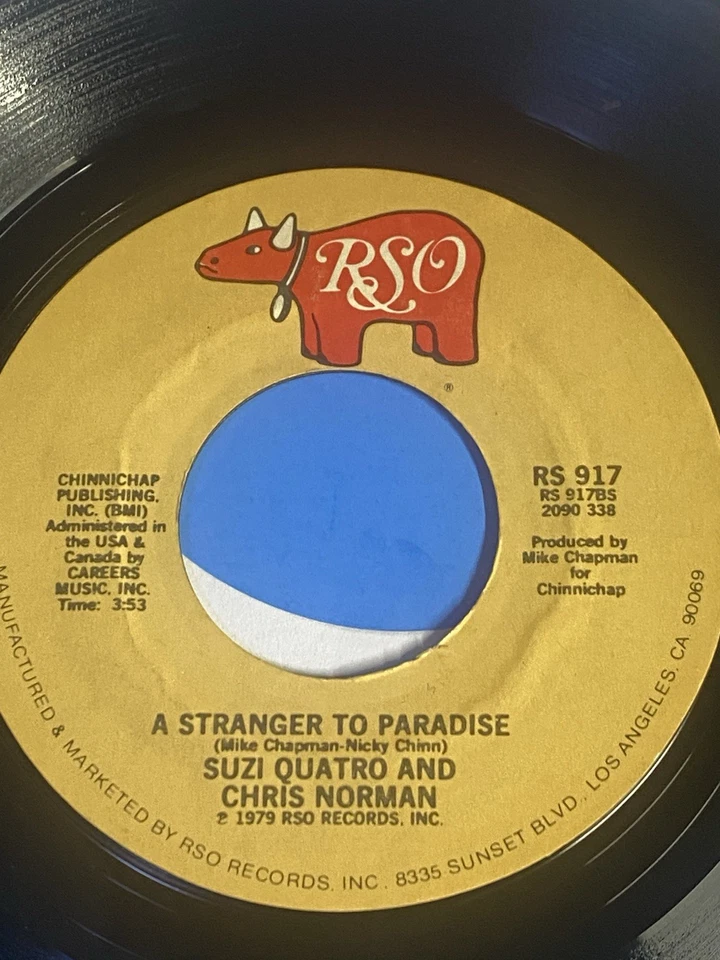 RSO
®
CHINNICHAP
PUBLISHING,
INC. (BMI)
Administered in
the USA &
Canada by
CAREERS
MUSIC, INC.
Time: 3:53
RS 917
RS 917BS
2090 338
Produced by
Mike Chapman
for
Chinnichap
A STRANGER TO PARADISE
(Mike Chapman-Nicky Chinn)
SUZI QUATRO AND
CHRIS NORMAN
℗ 1979 RSO RECORDS, INC.
MANUFACTURED & MARKETED BY RSO RECORDS, INC. 8335 SUNSET BLVD., LOS ANGELES, CA 90069